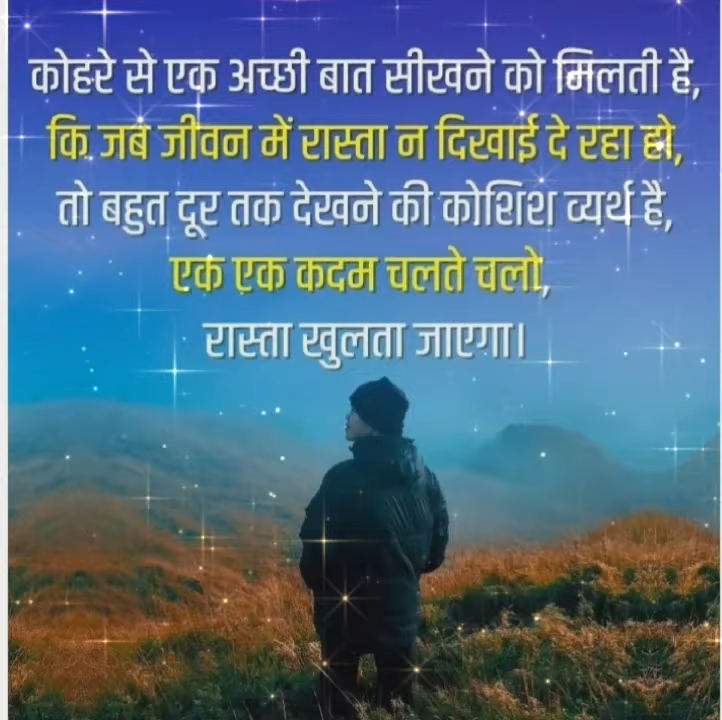 कोहरे से एक अच्छी बात सीखने को मिलती है,
कि जब जीवन में रास्ता न दिखाई दे रहा हो,
तो बहुत दूर तक देखने की कोशिश व्यर्थ है,
एक एक कदम चलते चलो,
रास्ता खुलता जाएगा।